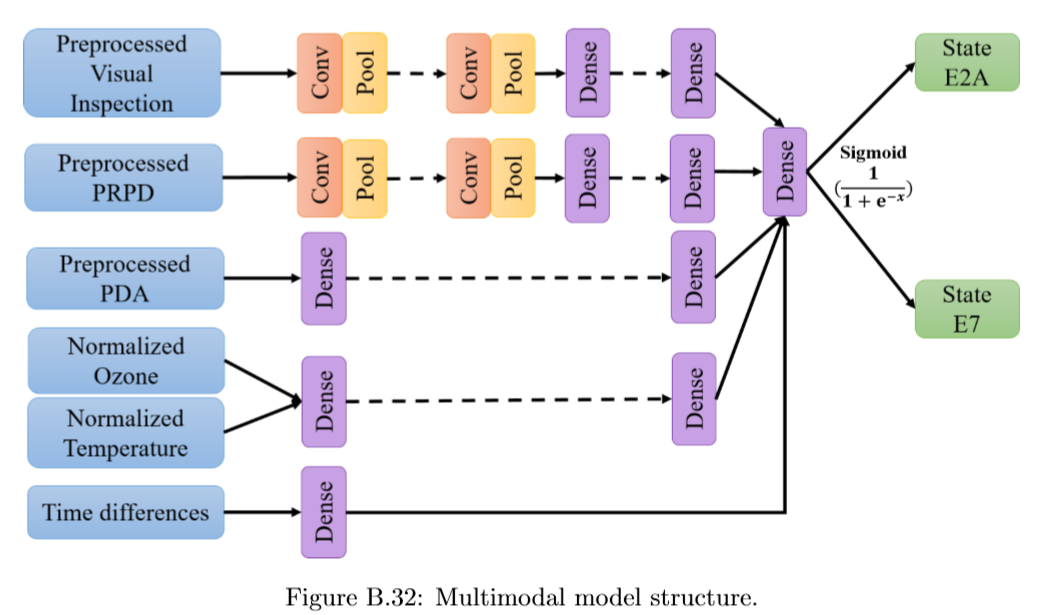 Preprocessed
Visual
Inspection
Conv
Pool
Conv
Pool
Dense
Dense
State
E2A
Preprocessed
PRPD
Conv
Pool
Conv
Pool
Dense
Dense
Dense
Sigmoid
(1/(1 + e^{-x}))
Preprocessed
PDA
Dense
Dense
State
E7
Normalized
Ozone
Normalized
Temperature
Dense
Dense
Time differences
Dense
Figure B.32: Multimodal model structure.